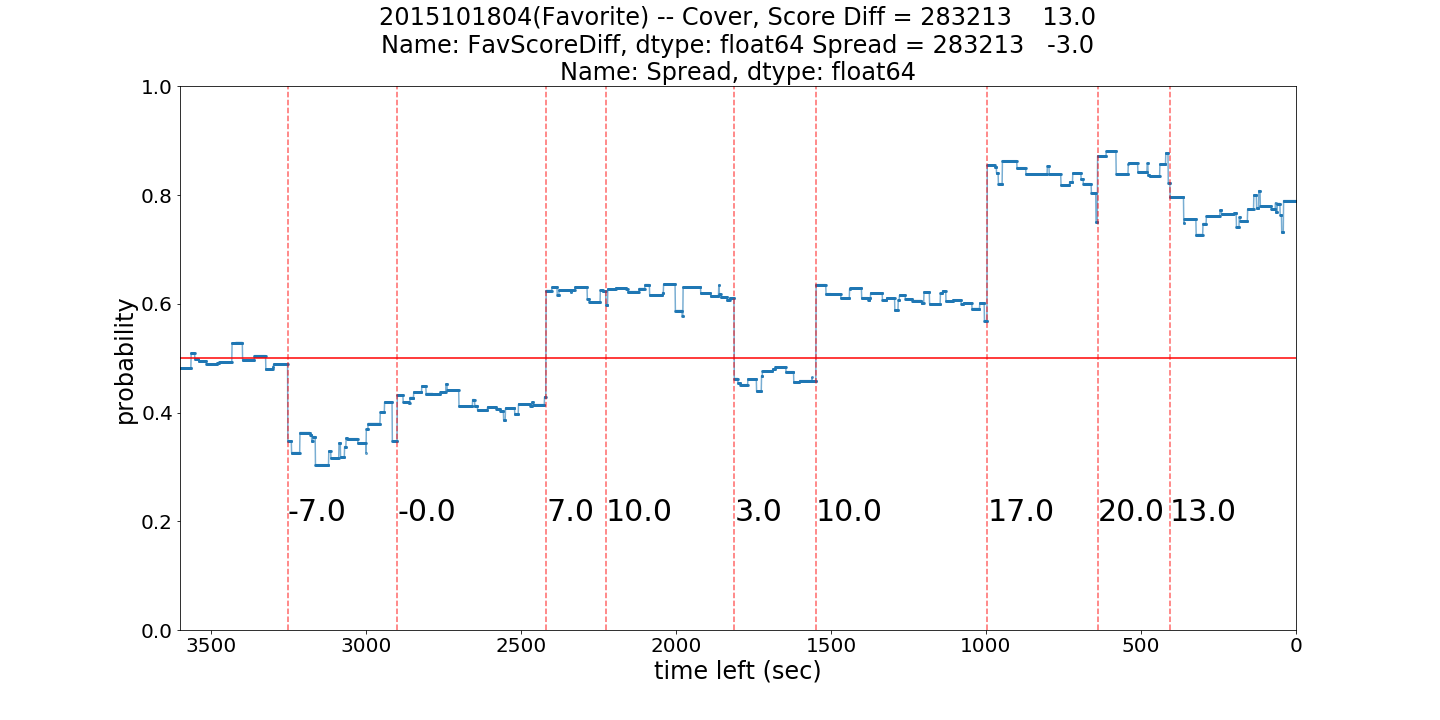 2015101804(Favorite) -- Cover, Score Diff = 283213    13.0
Name: FavScoreDiff, dtype: float64 Spread = 283213   -3.0
Name: Spread, dtype: float64
1.0
0.8
0.6
0.4
0.2
0.0
probability
-7.0 -0.0 7.0 10.0 3.0 10.0 17.0 20.0 13.0
3500 3000 2500 2000 1500 1000 500 0
time left (sec)